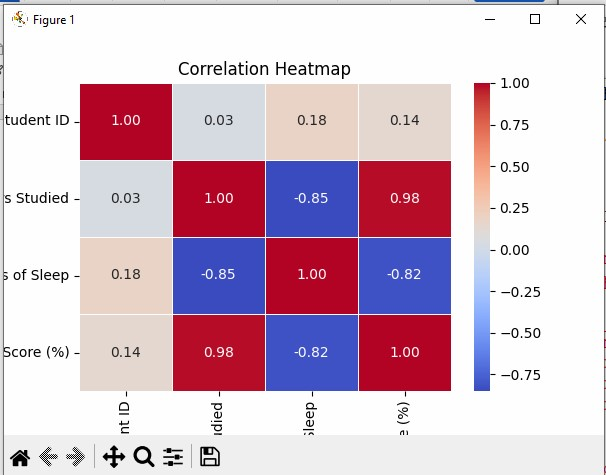 Figure 1
Correlation Heatmap
tudent ID
1.00 0.03 0.18 0.14
s Studied
0.03 1.00 -0.85 0.98
s of Sleep
0.18 -0.85 1.00 -0.82
Score (%)
0.14 0.98 -0.82 1.00
nt ID
udied
Sleep
e (%)
1.00
0.75
0.50
0.25
0.00
−0.25
−0.50
−0.75